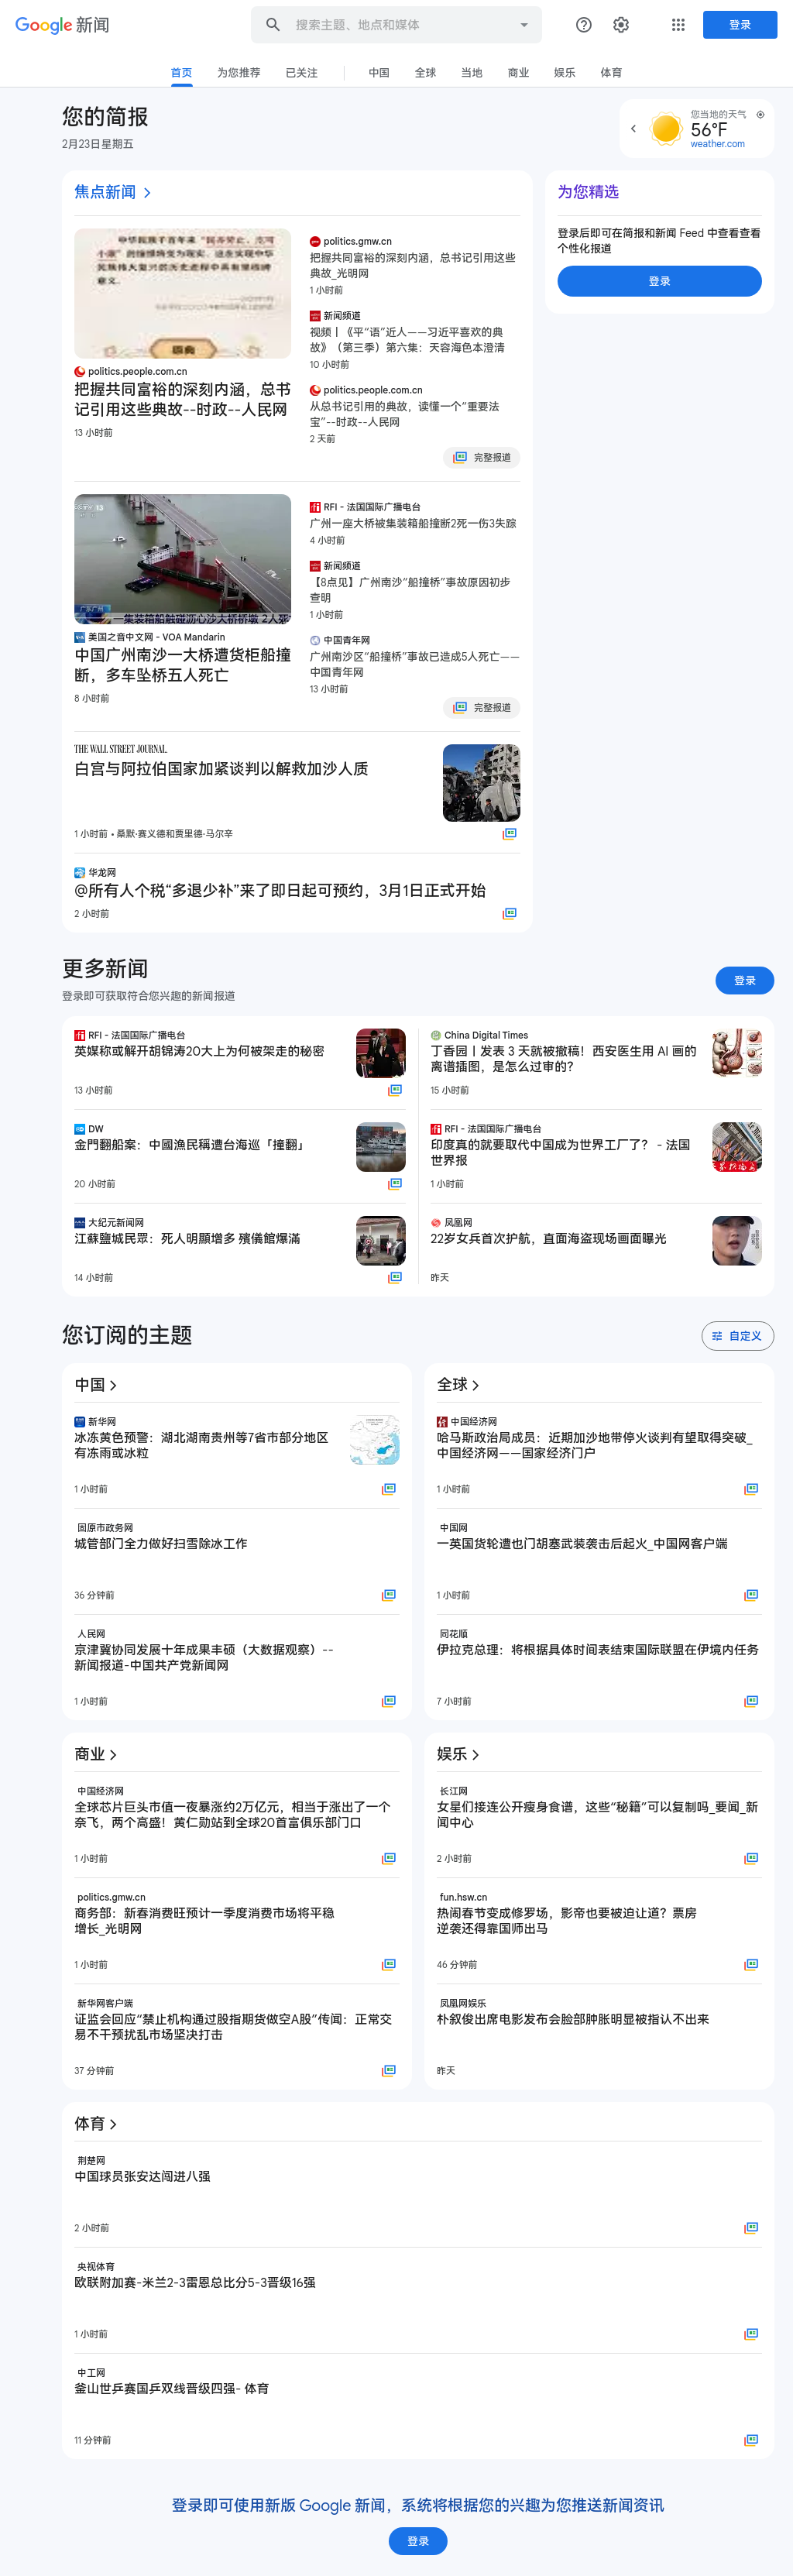 Google 新闻
搜索主题、地点和媒体
登录
首页 为您推荐 已关注 中国 全球 当地 商业 娱乐 体育
您的简报
2月23日星期五
您当地的天气
56°F
weather.com
焦点新闻
politics.people.com.cn
把握共同富裕的深刻内涵，总书
记引用这些典故--时政--人民网
13 小时前
politics.gmw.cn
把握共同富裕的深刻内涵，总书记引用这些
典故_光明网
1 小时前
新闻频道
视频丨《平“语”近人——习近平喜欢的典
故》（第三季）第六集：天容海色本澄清
10 小时前
politics.people.com.cn
从总书记引用的典故，读懂一个“重要法
宝”--时政--人民网
2 天前
完整报道
为您精选
登录后即可在简报和新闻 Feed 中查看查看
个性化报道
登录
一集装箱船触碰沥心沙大桥桥墩 2人死
美国之音中文网 - VOA Mandarin
中国广州南沙一大桥遭货柜船撞
断，多车坠桥五人死亡
8 小时前
RFI - 法国国际广播电台
广州一座大桥被集装箱船撞断2死一伤3失踪
4 小时前
新闻频道
【8点见】广州南沙“船撞桥”事故原因初步
查明
1 小时前
中国青年网
广州南沙区“船撞桥”事故已造成5人死亡——
中国青年网
13 小时前
完整报道
THE WALL STREET JOURNAL.
白宫与阿拉伯国家加紧谈判以解救加沙人质
1 小时前 • 桑默·赛义德和贾里德·马尔辛
华龙网
@所有人个税“多退少补”来了即日起可预约，3月1日正式开始
2 小时前
更多新闻
登录即可获取符合您兴趣的新闻报道
登录
RFI - 法国国际广播电台
英媒称或解开胡锦涛20大上为何被架走的秘密
13 小时前
DW
金門翻船案：中國漁民稱遭台海巡「撞翻」
20 小时前
大纪元新闻网
江蘇鹽城民眾：死人明顯增多 殯儀館爆滿
14 小时前
China Digital Times
丁香园丨发表 3 天就被撤稿！西安医生用 AI 画的
离谱插图，是怎么过审的？
15 小时前
RFI - 法国国际广播电台
印度真的就要取代中国成为世界工厂了？ - 法国
世界报
1 小时前
凤凰网
22岁女兵首次护航，直面海盗现场画面曝光
昨天
您订阅的主题
自定义
中国
新华网
冰冻黄色预警：湖北湖南贵州等7省市部分地区
有冻雨或冰粒
1 小时前
固原市政务网
城管部门全力做好扫雪除冰工作
36 分钟前
人民网
京津冀协同发展十年成果丰硕（大数据观察）--
新闻报道-中国共产党新闻网
1 小时前
全球
中国经济网
哈马斯政治局成员：近期加沙地带停火谈判有望取得突破_
中国经济网——国家经济门户
1 小时前
中国网
一英国货轮遭也门胡塞武装袭击后起火_中国网客户端
1 小时前
同花顺
伊拉克总理：将根据具体时间表结束国际联盟在伊境内任务
7 小时前
商业
中国经济网
全球芯片巨头市值一夜暴涨约2万亿元，相当于涨出了一个
奈飞，两个高盛！黄仁勋站到全球20首富俱乐部门口
1 小时前
politics.gmw.cn
商务部：新春消费旺预计一季度消费市场将平稳
增长_光明网
1 小时前
新华网客户端
证监会回应“禁止机构通过股指期货做空A股”传闻：正常交
易不干预扰乱市场坚决打击
37 分钟前
娱乐
长江网
女星们接连公开瘦身食谱，这些“秘籍”可以复制吗_要闻_新
闻中心
2 小时前
fun.hsw.cn
热闹春节变成修罗场，影帝也要被迫让道？票房
逆袭还得靠国师出马
46 分钟前
凤凰网娱乐
朴叙俊出席电影发布会脸部肿胀明显被指认不出来
昨天
体育
荆楚网
中国球员张安达闯进八强
2 小时前
央视体育
欧联附加赛-米兰2-3雷恩总比分5-3晋级16强
1 小时前
中工网
釜山世乒赛国乒双线晋级四强- 体育
11 分钟前
登录即可使用新版 Google 新闻，系统将根据您的兴趣为您推送新闻资讯
登录